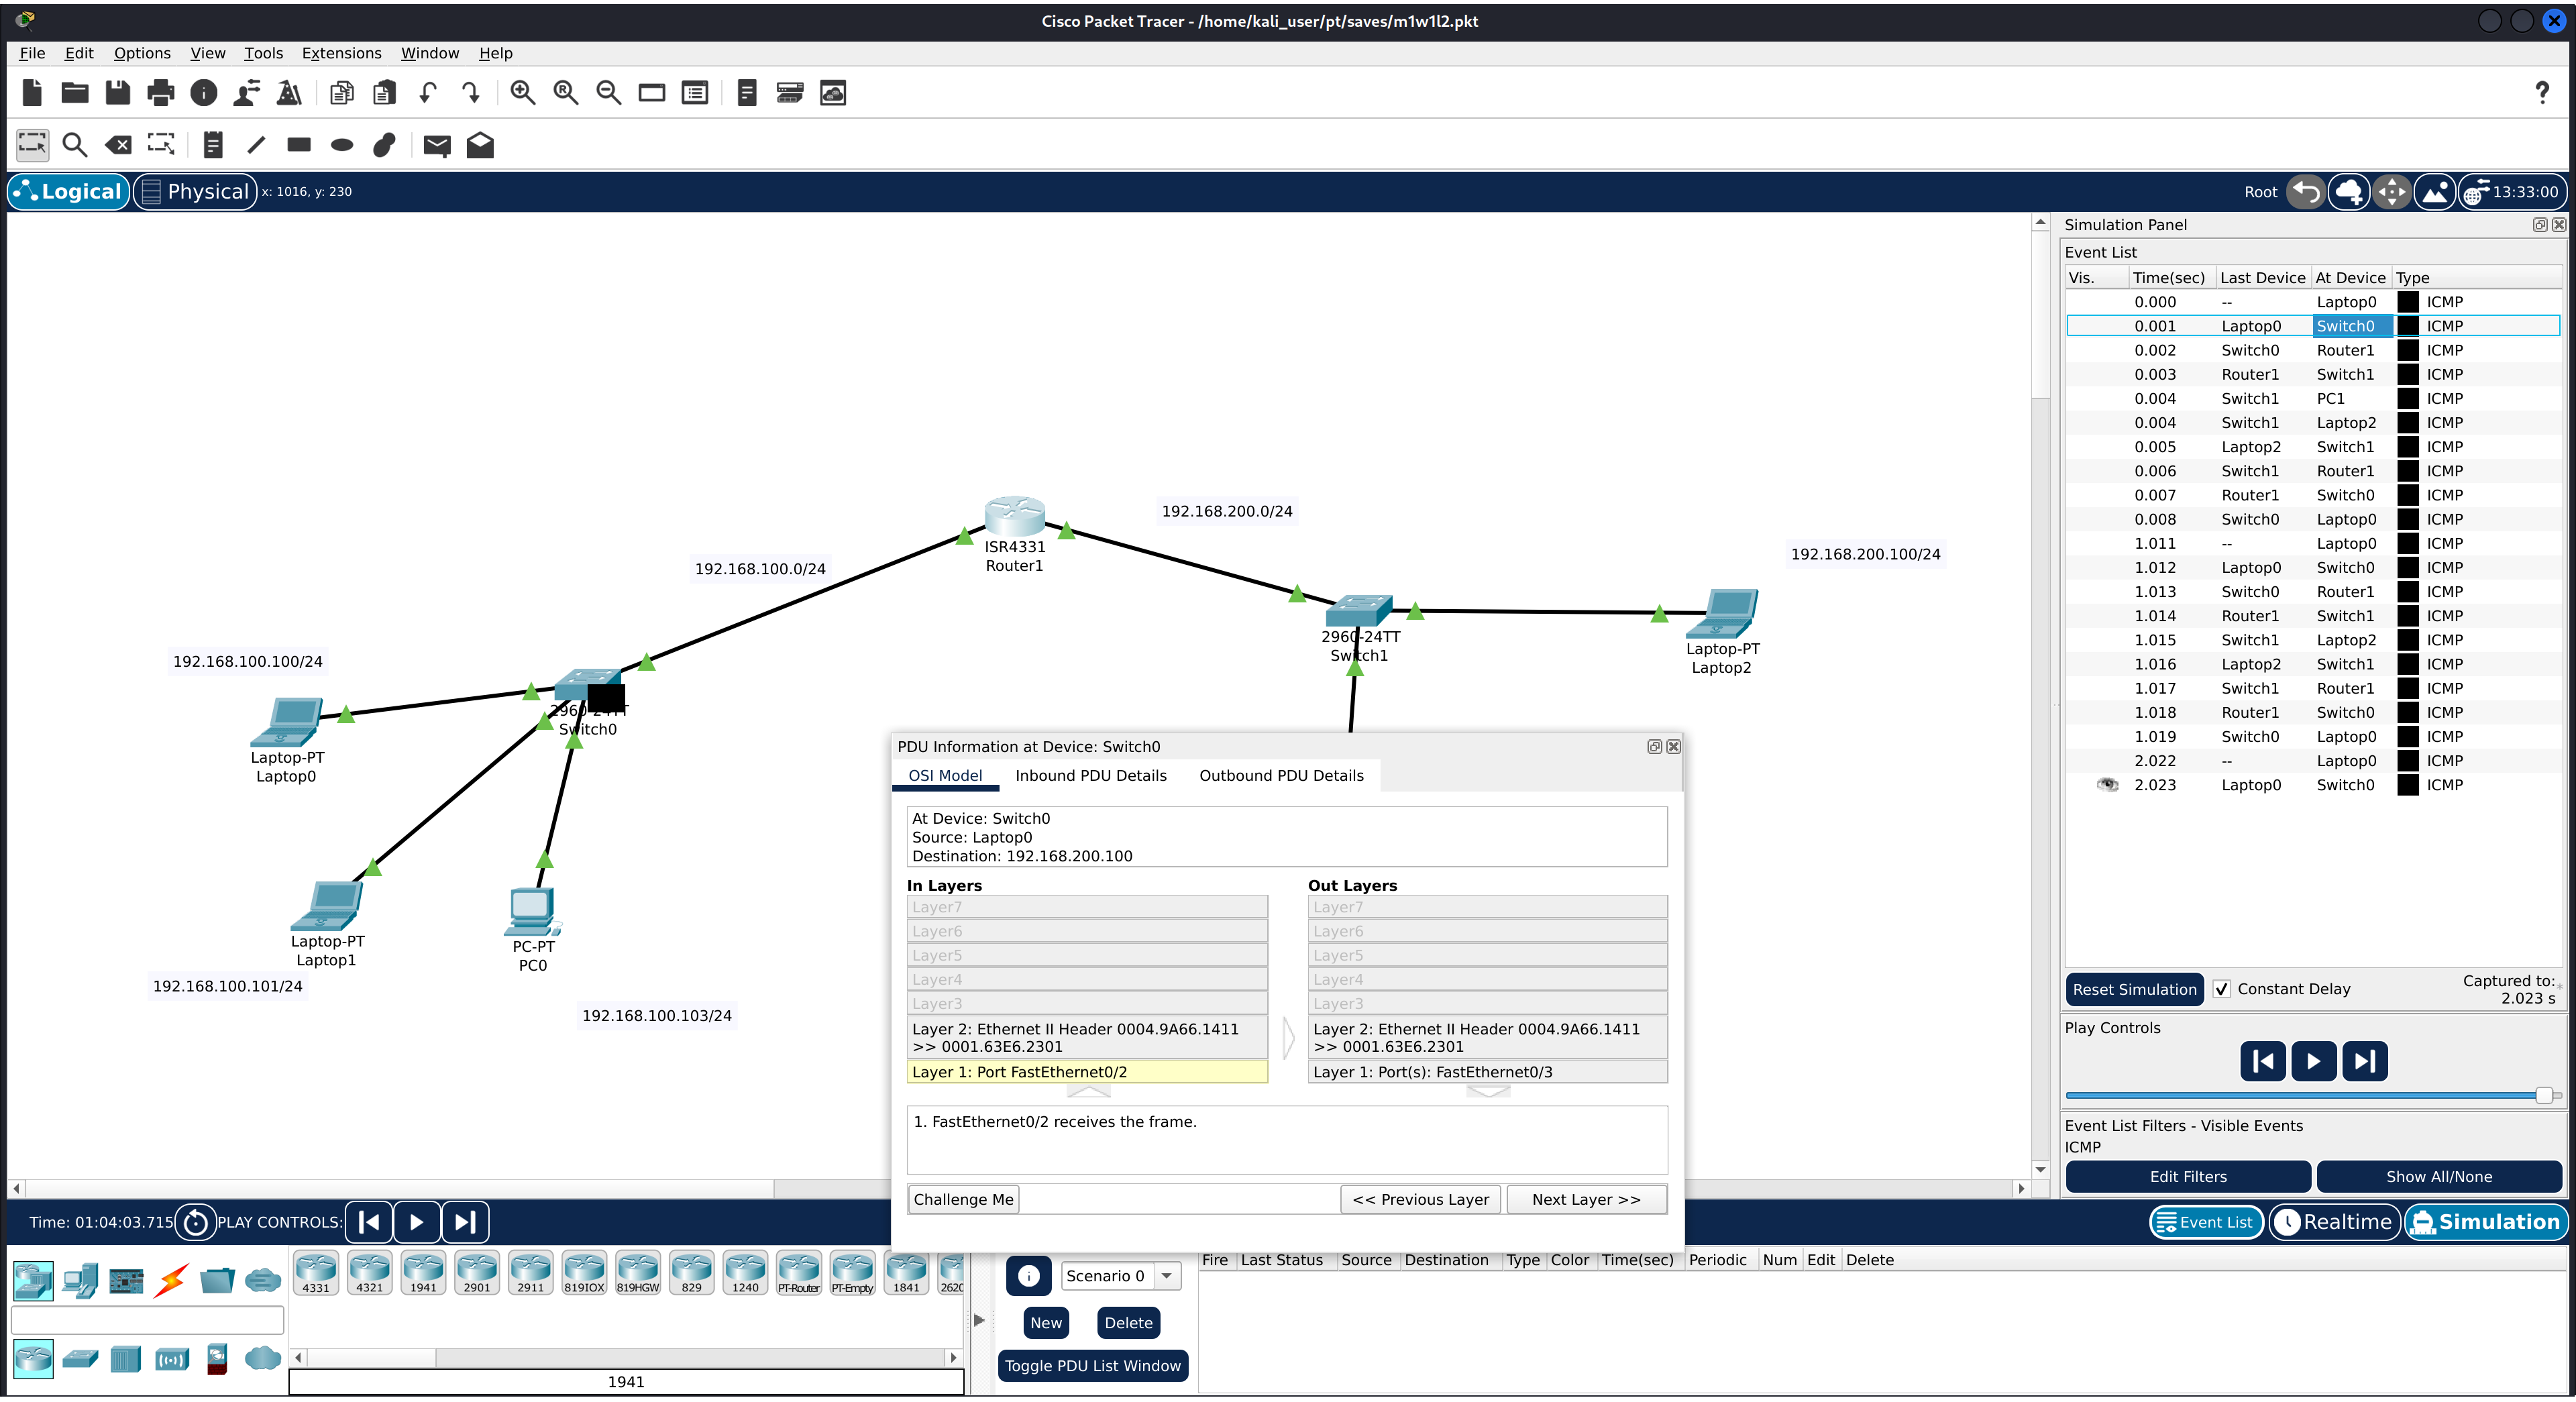 Cisco Packet Tracer - /home/kali_user/pt/saves/m1w1l2.pkt
File Edit Options View Tools Extensions Window Help
Logical Physical x: 1016, y: 230 Root 13:33:00
Simulation Panel
Event List
Vis. Time(sec) Last Device At Device Type
0.000 -- Laptop0 ICMP
0.001 Laptop0 Switch0 ICMP
0.002 Switch0 Router1 ICMP
0.003 Router1 Switch1 ICMP
0.004 Switch1 PC1 ICMP
0.004 Switch1 Laptop2 ICMP
0.005 Laptop2 Switch1 ICMP
0.006 Switch1 Router1 ICMP
0.007 Router1 Switch0 ICMP
0.008 Switch0 Laptop0 ICMP
1.011 -- Laptop0 ICMP
1.012 Laptop0 Switch0 ICMP
1.013 Switch0 Router1 ICMP
1.014 Router1 Switch1 ICMP
1.015 Switch1 Laptop2 ICMP
1.016 Laptop2 Switch1 ICMP
1.017 Switch1 Router1 ICMP
1.018 Router1 Switch0 ICMP
1.019 Switch0 Laptop0 ICMP
2.022 -- Laptop0 ICMP
2.023 Laptop0 Switch0 ICMP
Reset Simulation Constant Delay
Captured to:
2.023 s
Play Controls
Event List Filters - Visible Events
ICMP
Edit Filters Show All/None
192.168.200.0/24
ISR4331
Router1
192.168.100.0/24
192.168.200.100/24
2960-24TT
Switch1
Laptop-PT
Laptop2
192.168.100.100/24
2960-24TT
Switch0
Laptop-PT
Laptop0
Laptop-PT
Laptop1
PC-PT
PC0
192.168.100.101/24
192.168.100.103/24
PDU Information at Device: Switch0
OSI Model Inbound PDU Details Outbound PDU Details
At Device: Switch0
Source: Laptop0
Destination: 192.168.200.100
In Layers
Layer7
Layer6
Layer5
Layer4
Layer3
Layer 2: Ethernet II Header 0004.9A66.1411
>> 0001.63E6.2301
Layer 1: Port FastEthernet0/2
Out Layers
Layer7
Layer6
Layer5
Layer4
Layer3
Layer 2: Ethernet II Header 0004.9A66.1411
>> 0001.63E6.2301
Layer 1: Port(s): FastEthernet0/3
1. FastEthernet0/2 receives the frame.
Challenge Me << Previous Layer Next Layer >>
Time: 01:04:03.715 PLAY CONTROLS:
Event List Realtime Simulation
4331 4321 1941 2901 2911 819IOX 819HGW 829 1240 PT-Router PT-Empty 1841 2620
1941
Scenario 0
New Delete
Toggle PDU List Window
Fire Last Status Source Destination Type Color Time(sec) Periodic Num Edit Delete